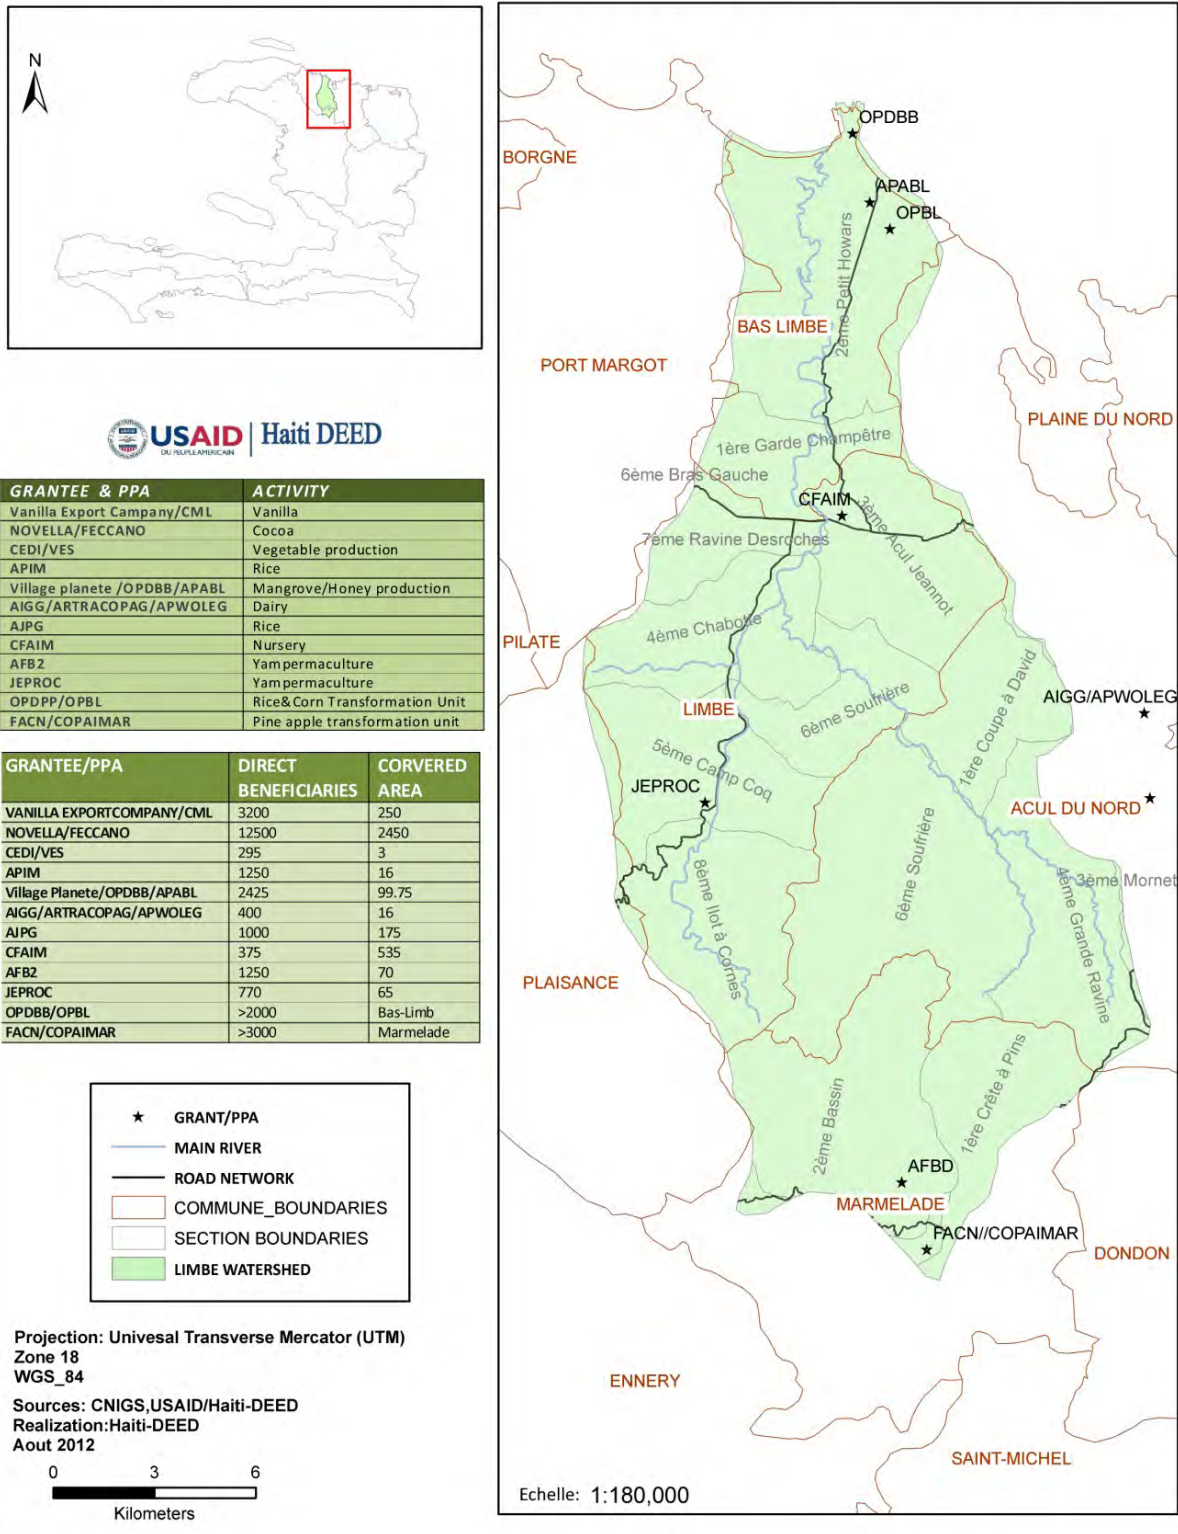 N
USAID | Haiti DEED
DU PEUPLE AMERICAIN
GRANTEE & PPA ACTIVITY
Vanilla Export Campany/CML Vanilla
NOVELLA/FECCANO Cocoa
CEDI/VES Vegetable production
APIM Rice
Village planete /OPDBB/APABL Mangrove/Honey production
AIGG/ARTRACOPAG/APWOLEG Dairy
AJPG Rice
CFAIM Nursery
AFB2 Yam permaculture
JEPROC Yam permaculture
OPDPP/OPBL Rice&Corn Transformation Unit
FACN/COPAIMAR Pine apple transformation unit
GRANTEE/PPA DIRECT BENEFICIARIES CORVERED AREA
VANILLA EXPORTCOMPANY/CML 3200 250
NOVELLA/FECCANO 12500 2450
CEDI/VES 295 3
APIM 1250 16
Village Planete/OPDBB/APABL 2425 99.75
AIGG/ARTRACOPAG/APWOLEG 400 16
AJPG 1000 175
CFAIM 375 535
AFB2 1250 70
JEPROC 770 65
OPDBB/OPBL >2000 Bas-Limb
FACN/COPAIMAR >3000 Marmelade
GRANT/PPA
MAIN RIVER
ROAD NETWORK
COMMUNE_BOUNDARIES
SECTION BOUNDARIES
LIMBE WATERSHED
Projection: Univesal Transverse Mercator (UTM)
Zone 18
WGS_84
Sources: CNIGS,USAID/Haiti-DEED
Realization:Haiti-DEED
Aout 2012
0 3 6
Kilometers
OPDBB
BORGNE
APABL
OPBL
2ème Petit Howars
BAS LIMBE
PORT MARGOT
PLAINE DU NORD
1ère Garde Champêtre
6ème Bras Gauche
CFAIM
3ème Acul Jeannot
7ème Ravine Desroches
4ème Chabotte
PILATE
1ère Coupe à David
AIGG/APWOLEG
6ème Soufrière
LIMBE
5ème Camp Coq
JEPROC
ACUL DU NORD
6ème Soufrière
8ème Ilot à Cornes
3ème Mornet
4ème Grande Ravine
PLAISANCE
1ère Crête à Pins
2ème Bassin
AFBD
MARMELADE
FACN//COPAIMAR
DONDON
ENNERY
SAINT-MICHEL
Echelle: 1:180,000